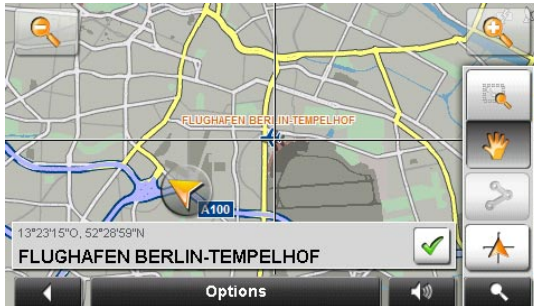 FLUGHAFEN BERLIN-TEMPELHOF
A100
13°23'15"O, 52°28'59"N
FLUGHAFEN BERLIN-TEMPELHOF
Options